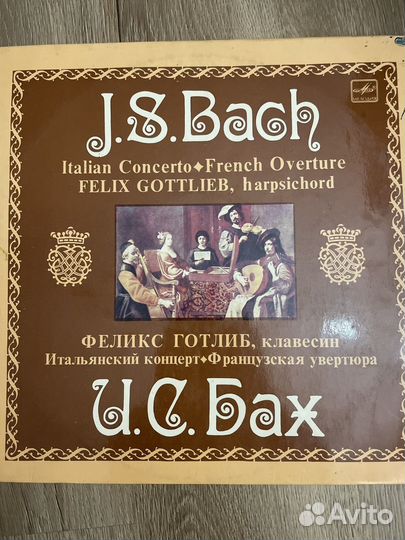 J.S.Bach
Italian Concerto◆French Overture
FELIX GOTTLIEB, harpsichord
ФЕЛИКС ГОТЛИБ, клавесин
Итальянский концерт◆Французская увертюра
И.С.Бах
Avito